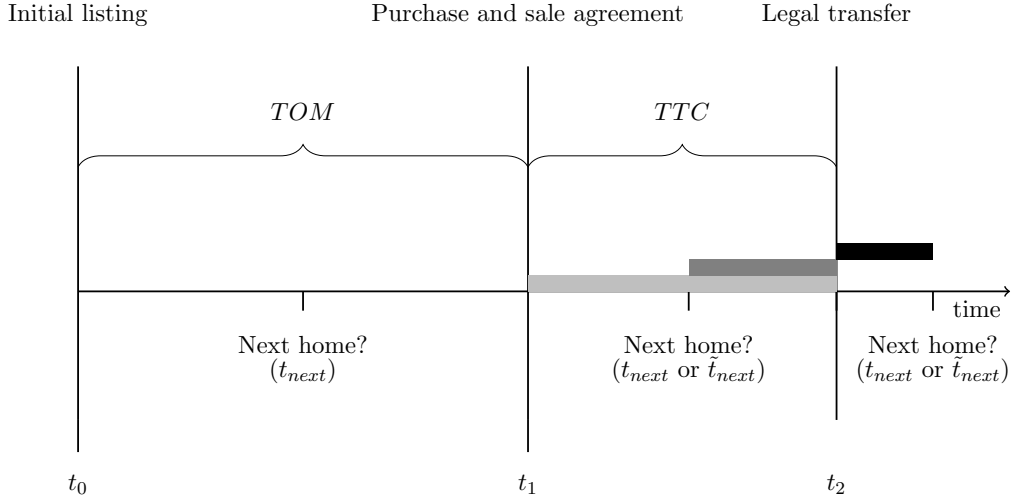 Initial listing Purchase and sale agreement Legal transfer
TOM TTC
time
Next home? Next home? Next home?
(t_next) (t_next or t̃_next) (t_next or t̃_next)
t_0 t_1 t_2